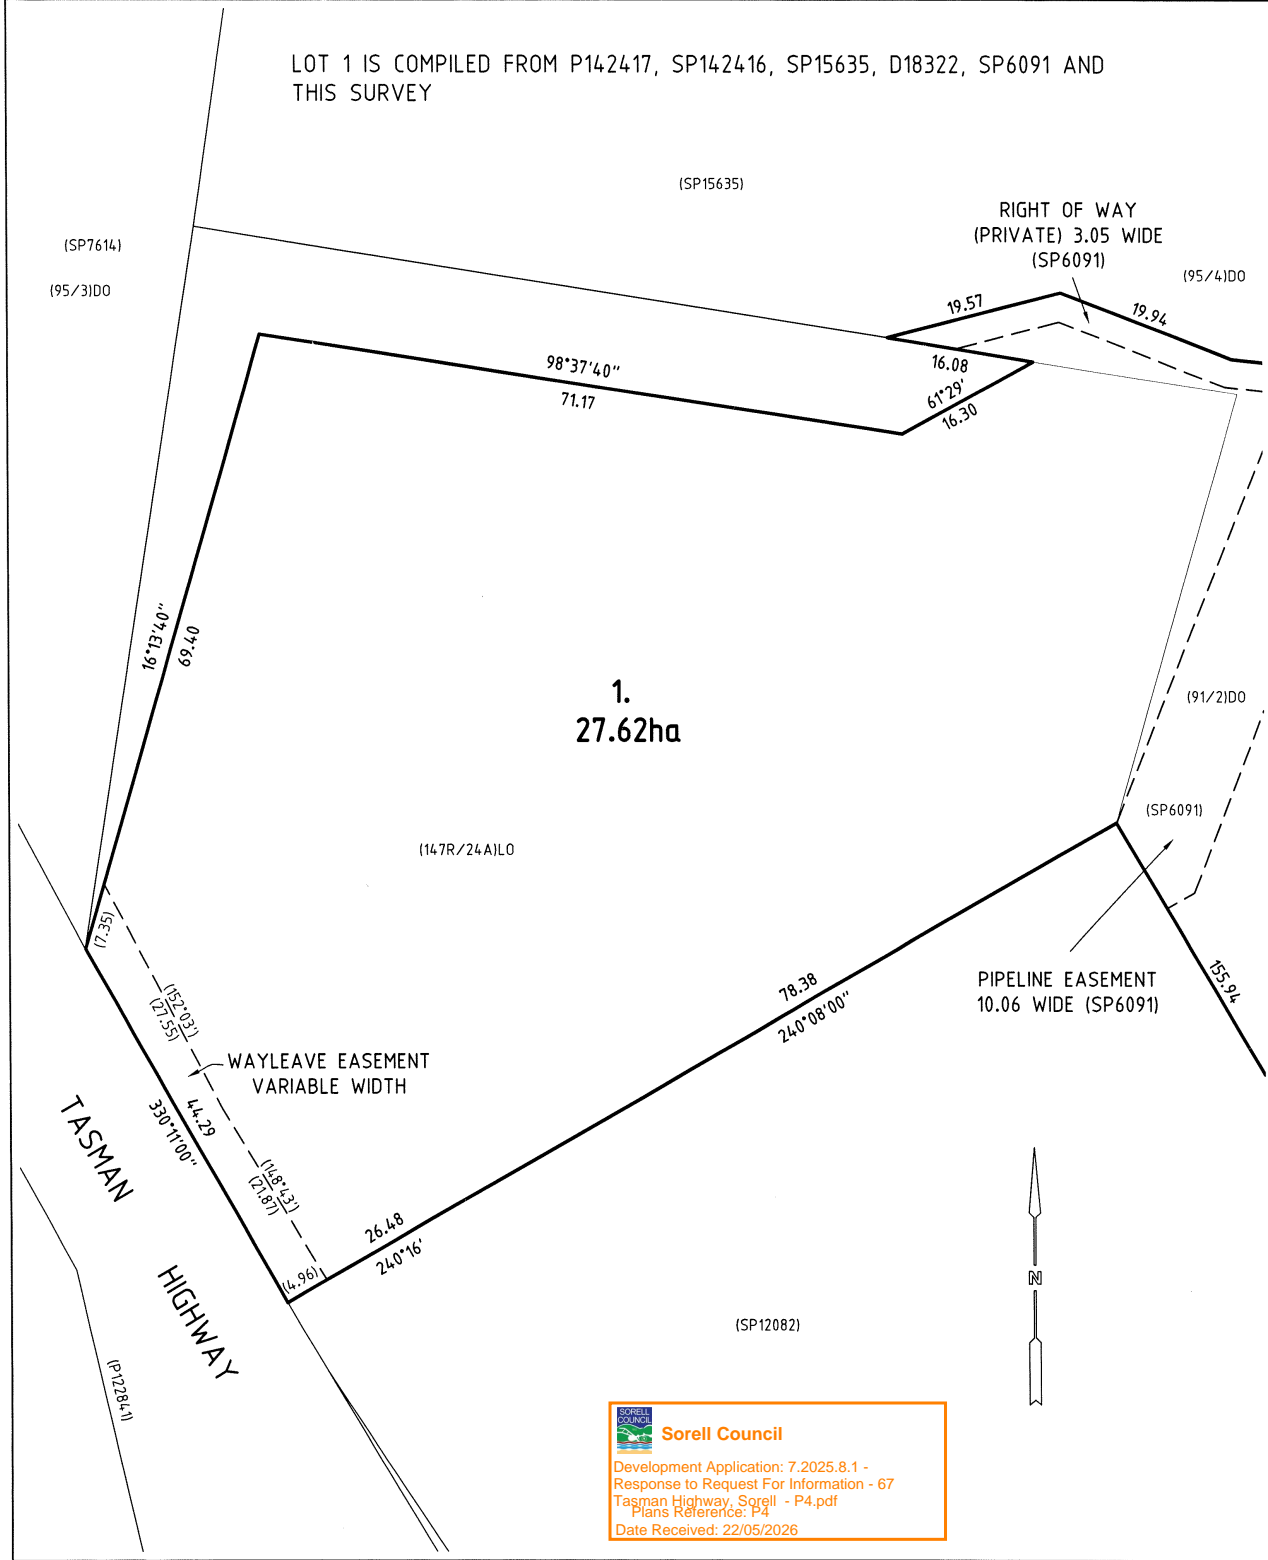 LOT 1 IS COMPILED FROM P142417, SP142416, SP15635, D18322, SP6091 AND
THIS SURVEY
(SP15635)
RIGHT OF WAY
(PRIVATE) 3.05 WIDE
(SP6091)
(SP7614)
(95/3)DO
(95/4)DO
19.57
19.94
98°37'40"
71.17
16.08
61°29'
16.30
16°13'40"
69.40
1.
27.62ha
(91/2)DO
(SP6091)
(147R/24A)LO
(7.35)
(152°03')
(27.55)
78.38
240°08'00"
PIPELINE EASEMENT
10.06 WIDE (SP6091)
155.94
WAYLEAVE EASEMENT
VARIABLE WIDTH
44.29
330°11'00"
TASMAN
HIGHWAY
(148°43')
(21.87)
26.48
240°16'
(4.96)
N
(SP12082)
(P122841)
SORELL
COUNCIL
Sorell Council
Development Application: 7.2025.8.1 -
Response to Request For Information - 67
Tasman Highway, Sorell - P4.pdf
Plans Reference: P4
Date Received: 22/05/2026